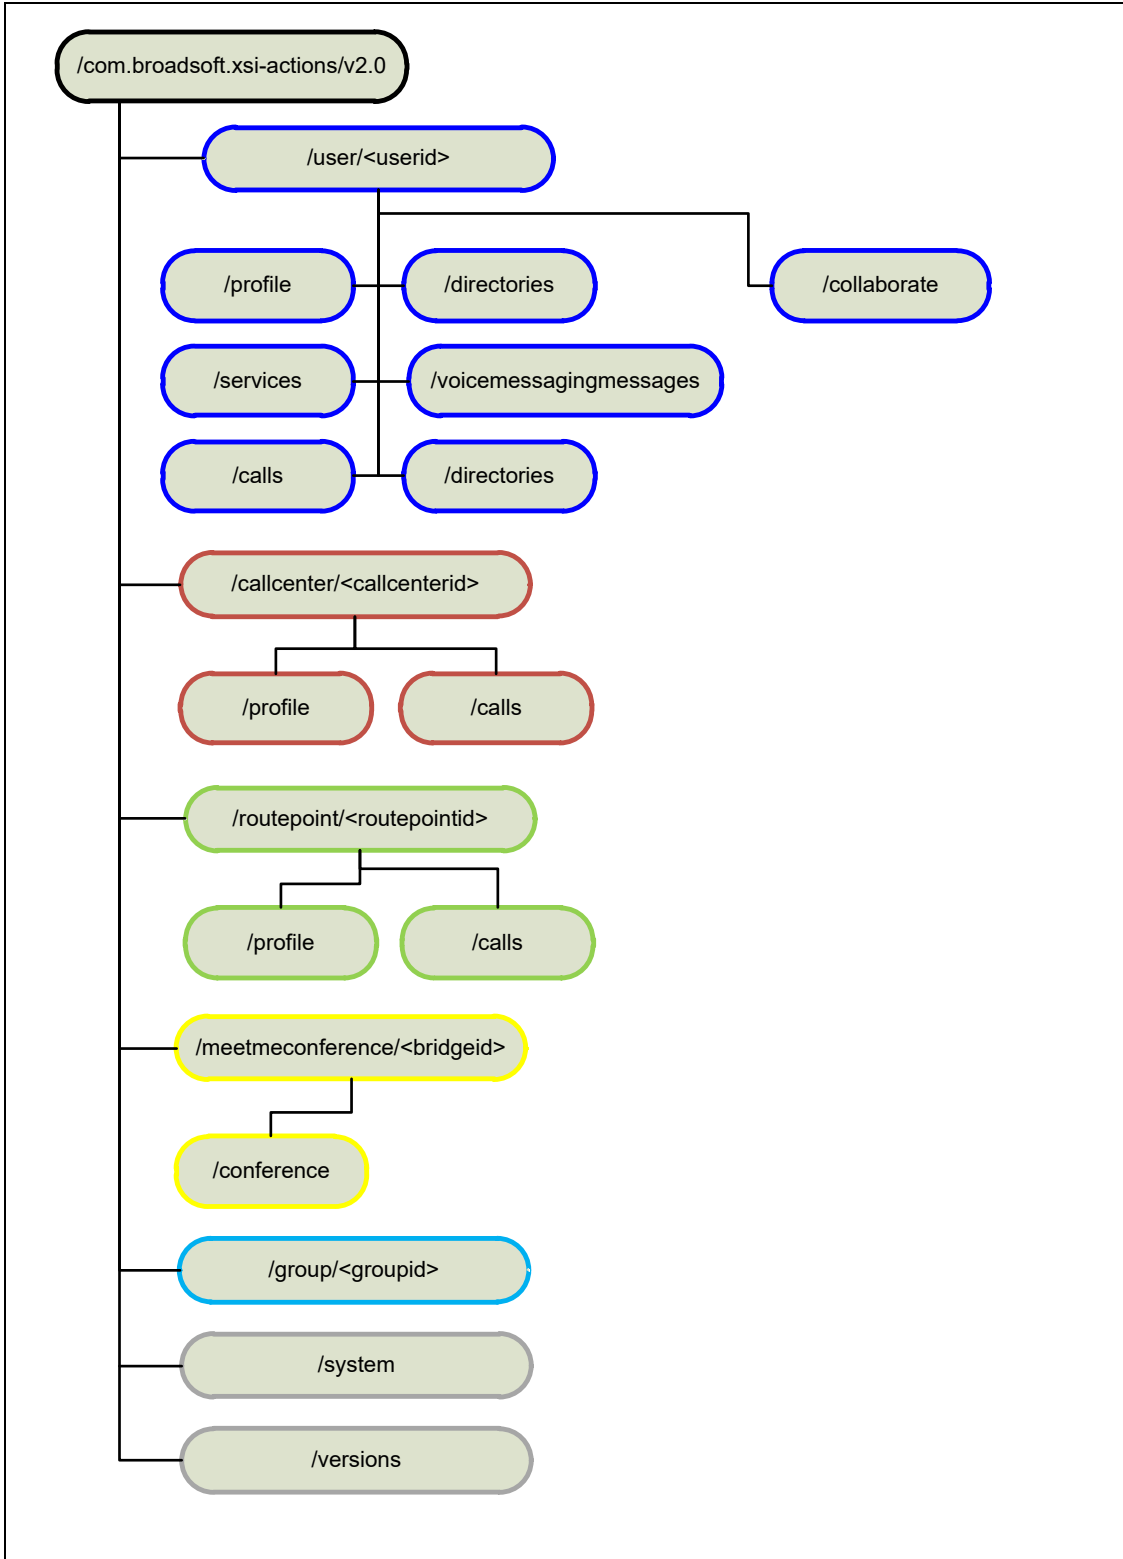 /com.broadsoft.xsi-actions/v2.0
/user/<userid>
/profile
/directories
/collaborate
/services
/voicemessagingmessages
/calls
/directories
/callcenter/<callcenterid>
/profile
/calls
/routepoint/<routepointid>
/profile
/calls
/meetmeconference/<bridgeid>
/conference
/group/<groupid>
/system
/versions